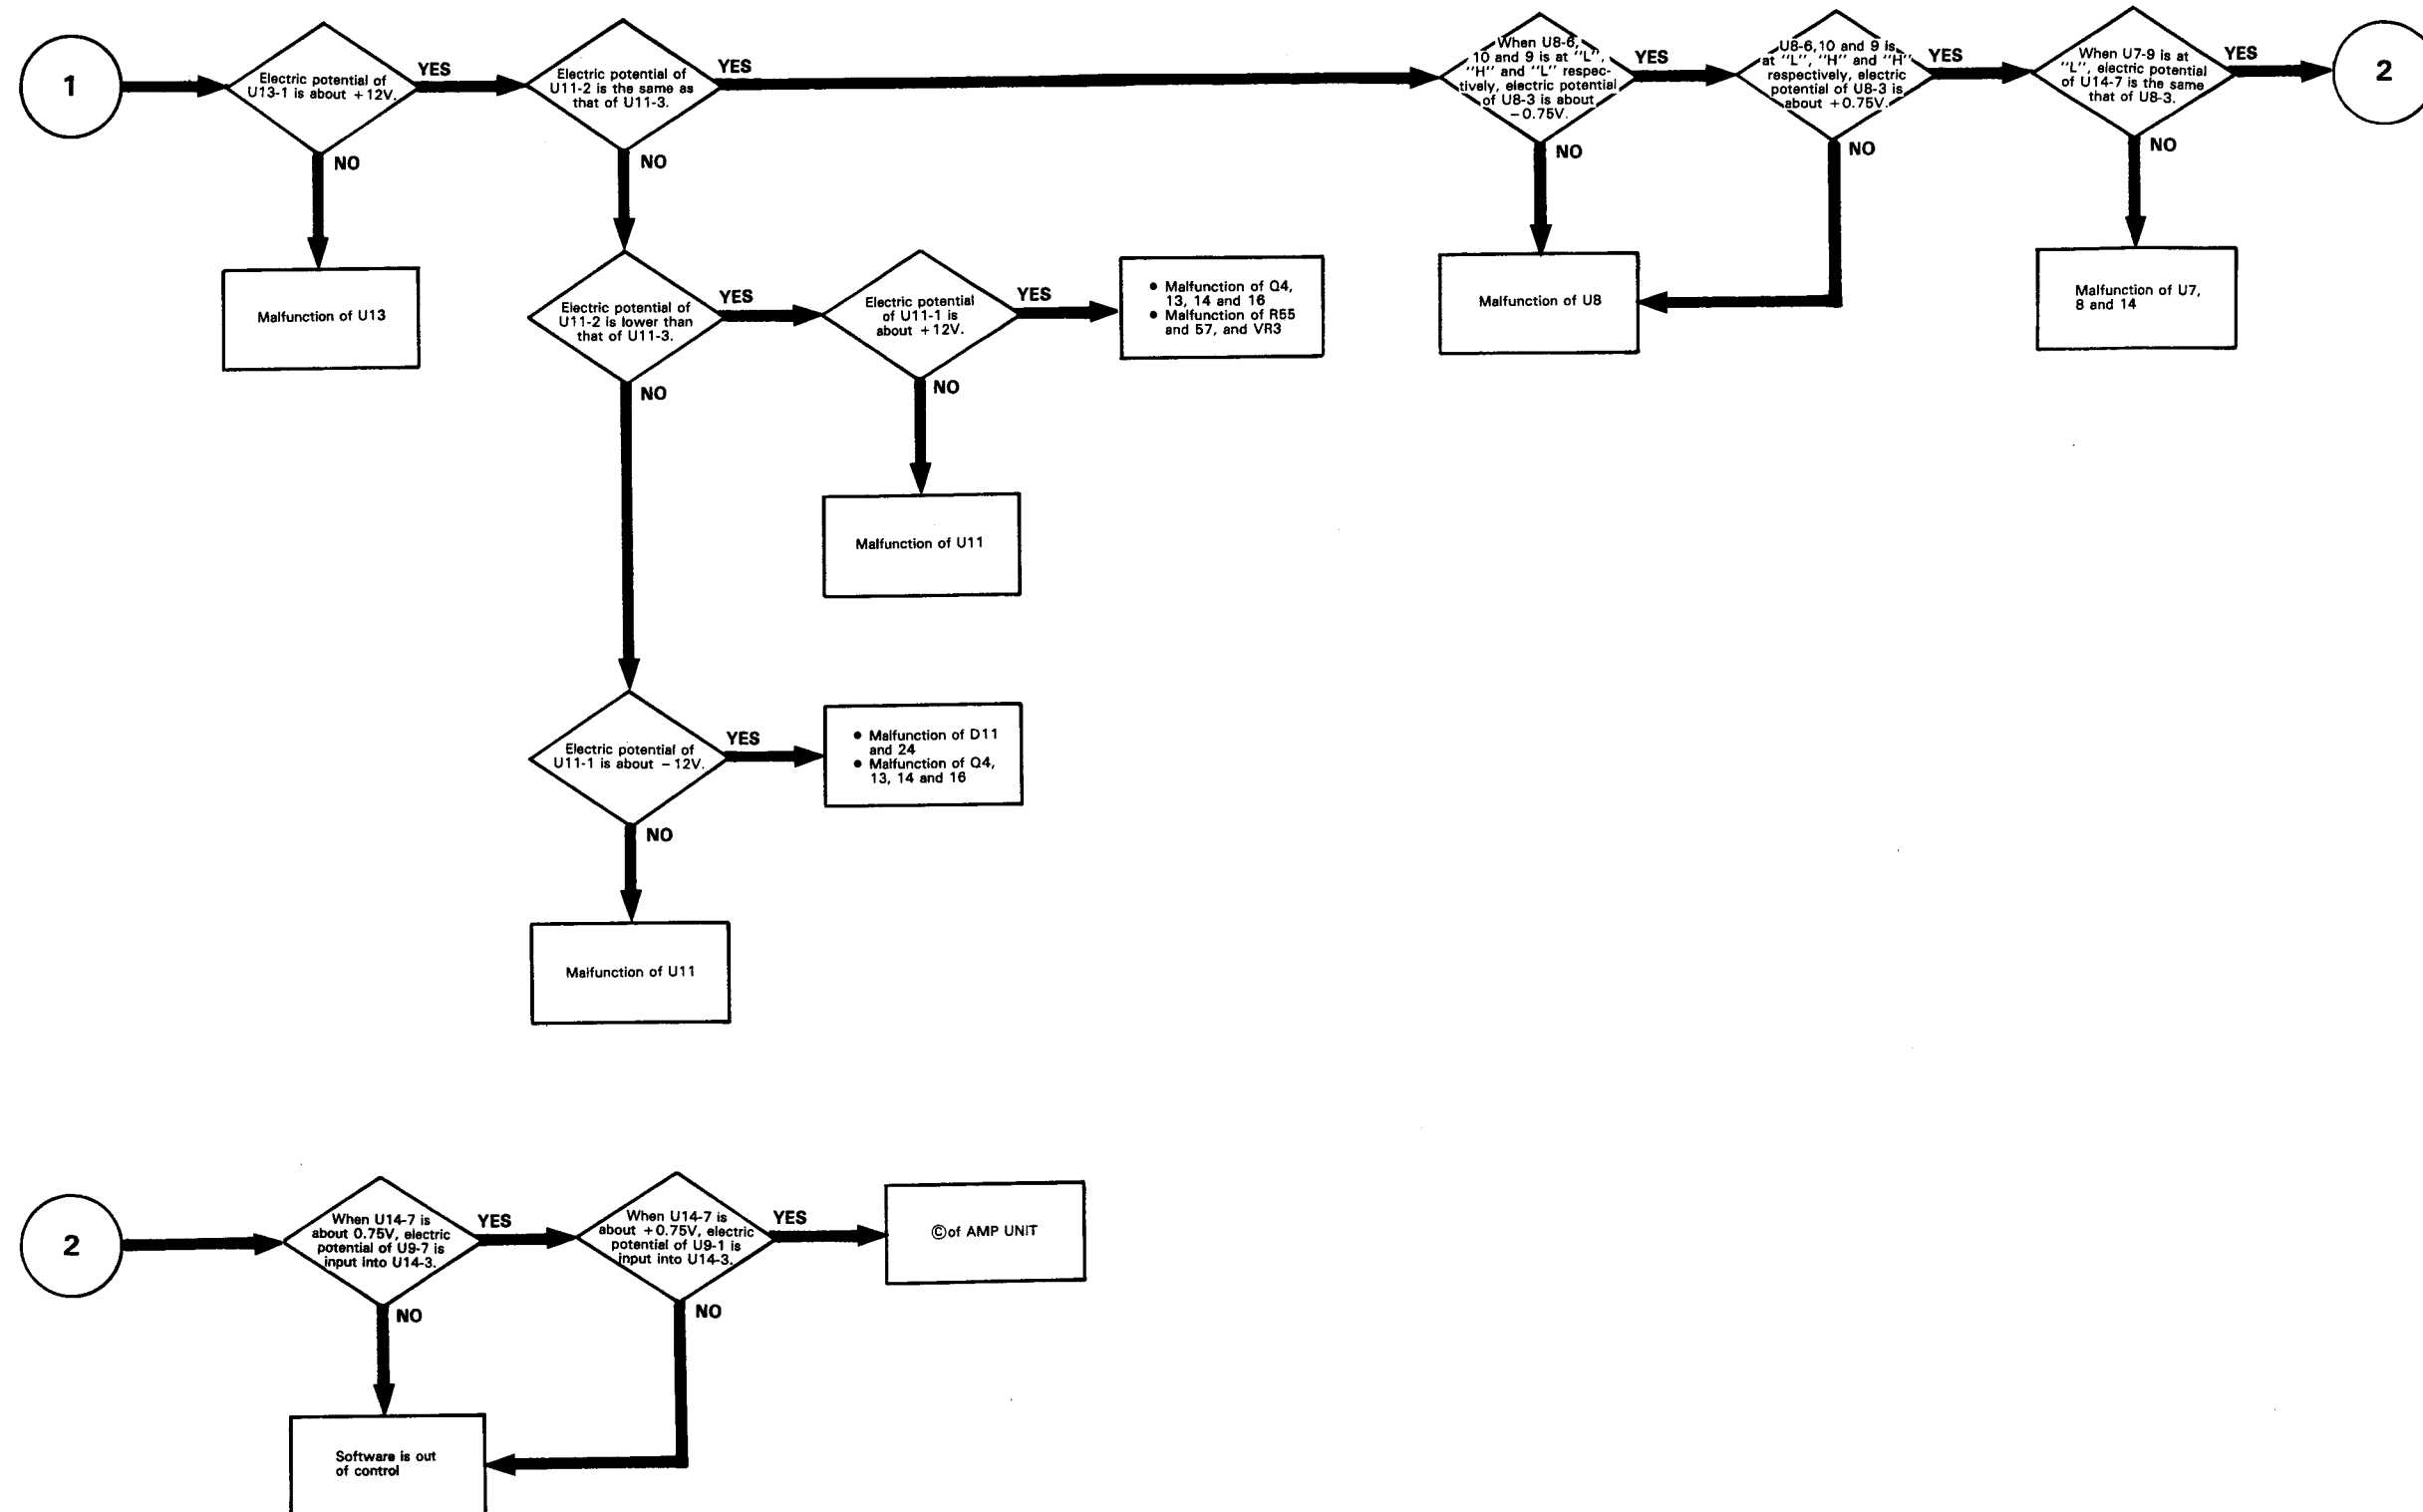 1
Electric potential of
U13-1 is about +12V.
YES
NO
Malfunction of U13
Electric potential of
U11-2 is the same as
that of U11-3.
YES
NO
Electric potential of
U11-2 is lower than
that of U11-3.
YES
NO
Electric potential
of U11-1 is
about +12V.
YES
NO
● Malfunction of Q4,
13, 14 and 16
● Malfunction of R55
and 57, and VR3
Malfunction of U11
Electric potential of
U11-1 is about −12V.
YES
NO
● Malfunction of D11
and 24
● Malfunction of Q4,
13, 14 and 16
Malfunction of U11
When U8-6,
10 and 9 is at "L",
"H" and "L" respec-
tively, electric potential
of U8-3 is about
−0.75V.
YES
NO
Malfunction of U8
U8-6,10 and 9 is
at "L", "H" and "H"
respectively, electric
potential of U8-3 is
about +0.75V.
YES
NO
When U7-9 is at
"L", electric potential
of U14-7 is the same
that of U8-3.
YES
NO
Malfunction of U7,
8 and 14
2
2
When U14-7 is
about 0.75V, electric
potential of U9-7 is
input into U14-3.
YES
NO
When U14-7 is
about +0.75V, electric
potential of U9-1 is
input into U14-3.
YES
NO
Ⓒof AMP UNIT
Software is out
of control